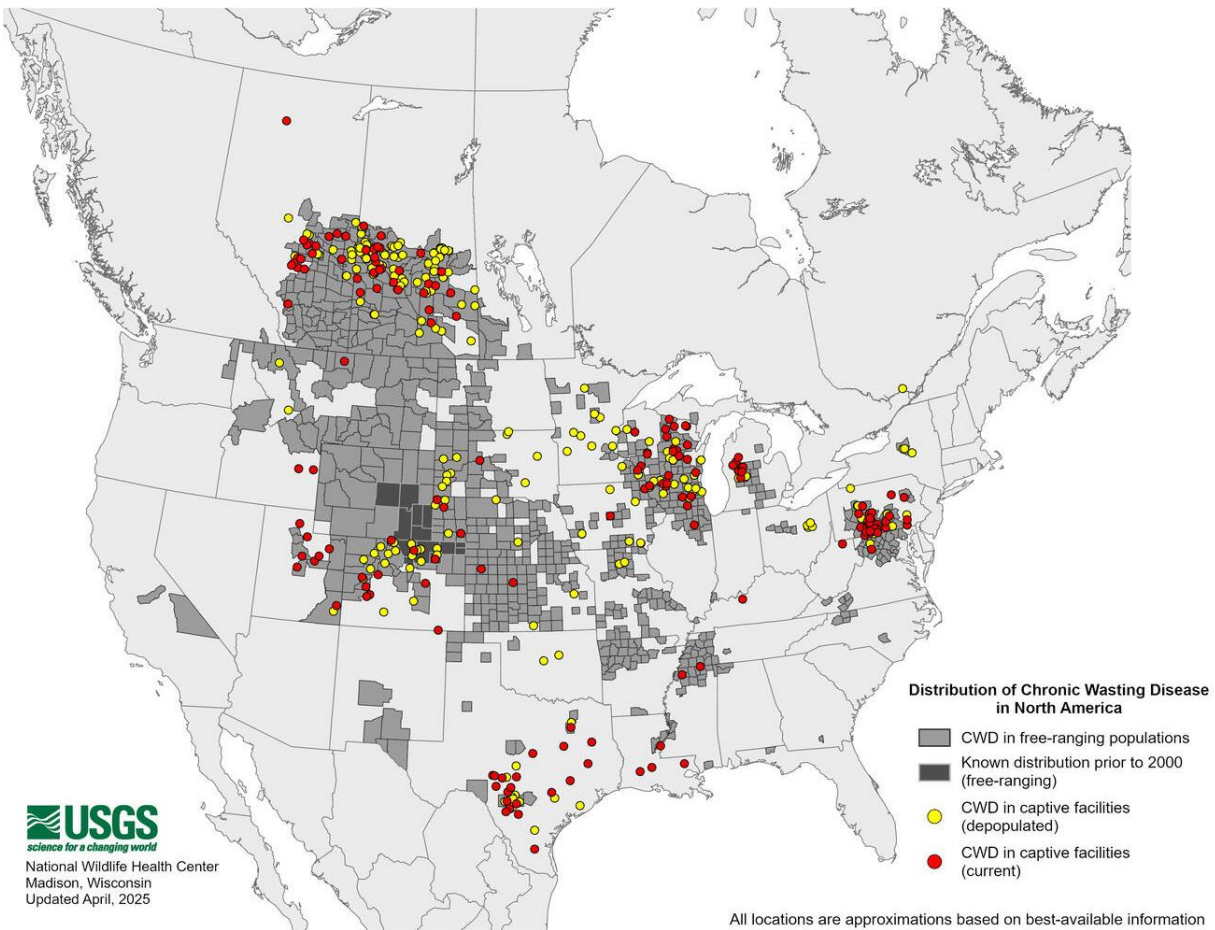 Distribution of Chronic Wasting Disease
in North America
CWD in free-ranging populations
Known distribution prior to 2000
(free-ranging)
CWD in captive facilities
(depopulated)
CWD in captive facilities
(current)
USGS
science for a changing world
National Wildlife Health Center
Madison, Wisconsin
Updated April, 2025
All locations are approximations based on best-available information